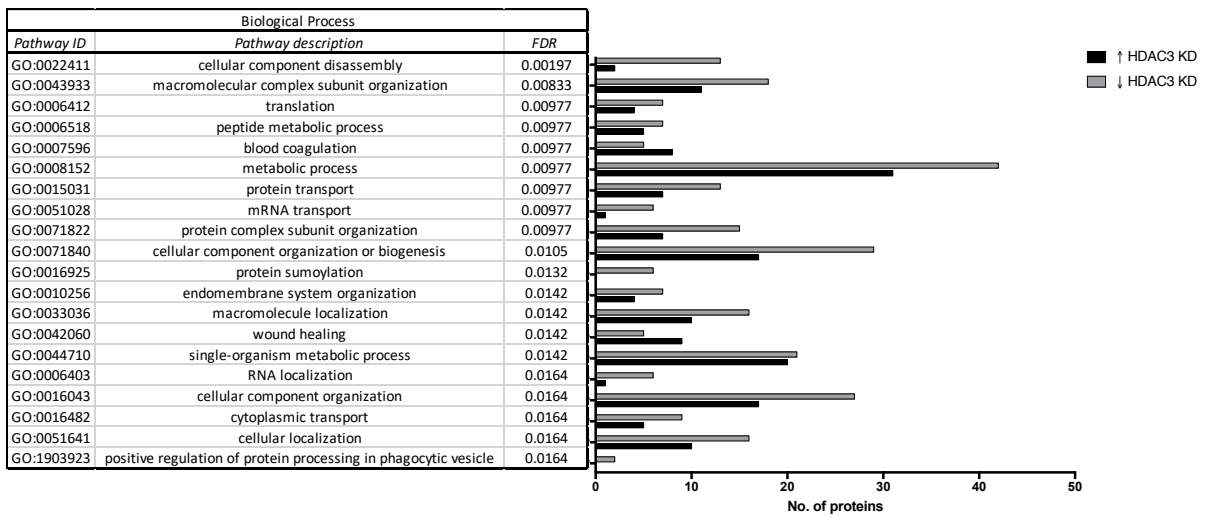 Biological Process
Pathway ID Pathway description FDR
GO:0022411 cellular component disassembly 0.00197
GO:0043933 macromolecular complex subunit organization 0.00833
GO:0006412 translation 0.00977
GO:0006518 peptide metabolic process 0.00977
GO:0007596 blood coagulation 0.00977
GO:0008152 metabolic process 0.00977
GO:0015031 protein transport 0.00977
GO:0051028 mRNA transport 0.00977
GO:0071822 protein complex subunit organization 0.00977
GO:0071840 cellular component organization or biogenesis 0.0105
GO:0016925 protein sumoylation 0.0132
GO:0010256 endomembrane system organization 0.0142
GO:0033036 macromolecule localization 0.0142
GO:0042060 wound healing 0.0142
GO:0044710 single-organism metabolic process 0.0142
GO:0006403 RNA localization 0.0164
GO:0016043 cellular component organization 0.0164
GO:0016482 cytoplasmic transport 0.0164
GO:0051641 cellular localization 0.0164
GO:1903923 positive regulation of protein processing in phagocytic vesicle 0.0164
↑ HDAC3 KD
↓ HDAC3 KD
0 10 20 30 40 50
No. of proteins